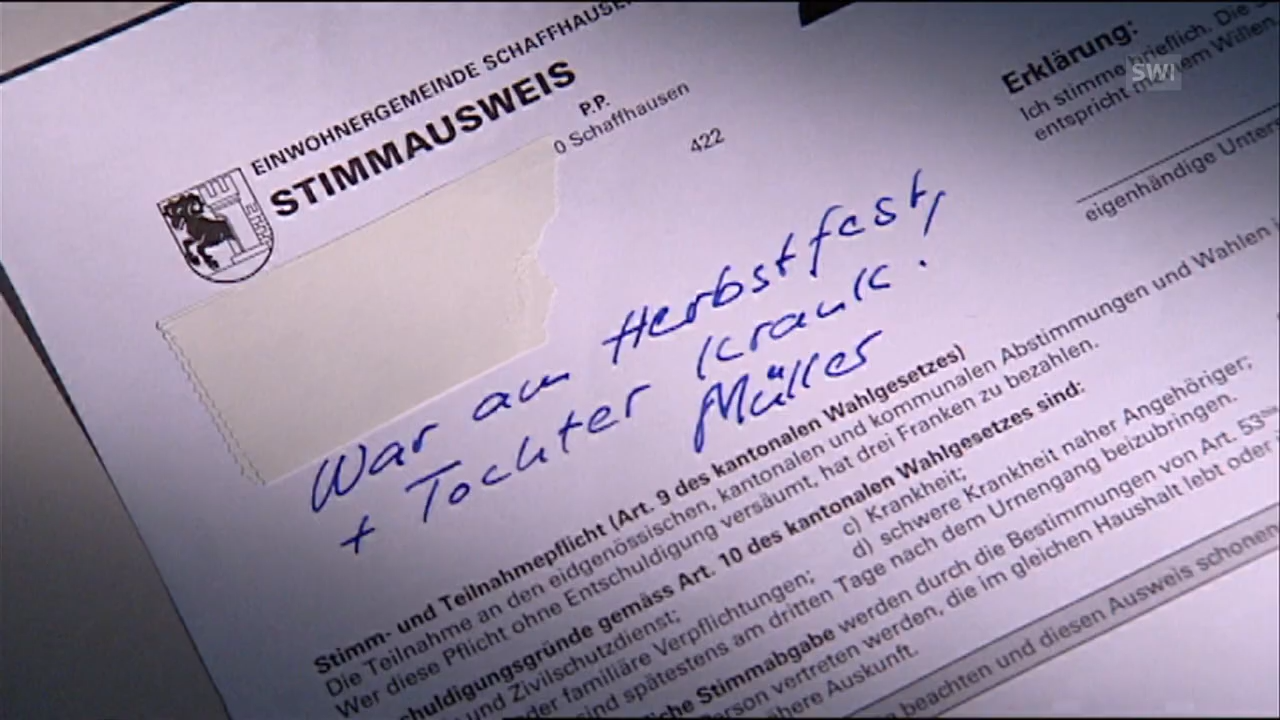 EINWOHNERGEMEINDE SCHAFFHAUSE
STIMMAUSWEIS
P.P.
0 Schaffhausen
422
War am Herbstfest,
+ Tochter krank.
Müller
Erklärung:
Ich stimme brieflich. Die S
entspricht meinem Willen
eigenhändige Unters
SWI
Stimm- und Teilnahmepflicht (Art. 9 des kantonalen Wahlgesetzes)
Die Teilnahme an den eidgenössischen, kantonalen und kommunalen Abstimmungen und Wahlen i
Wer diese Pflicht ohne Entschuldigung versäumt, hat drei Franken zu bezahlen.
chuldigungsgründe gemäss Art. 10 des kantonalen Wahlgesetzes sind:
und Zivilschutzdienst;
c) Krankheit;
der familiäre Verpflichtungen;
d) schwere Krankheit naher Angehöriger;
sind spätestens am dritten Tage nach dem Urnengang beizubringen.
liche Stimmabgabe werden durch die Bestimmungen von Art. 53
Person vertreten werden, die im gleichen Haushalt lebt oder
nähere Auskunft.
beachten und diesen Ausweis schonen